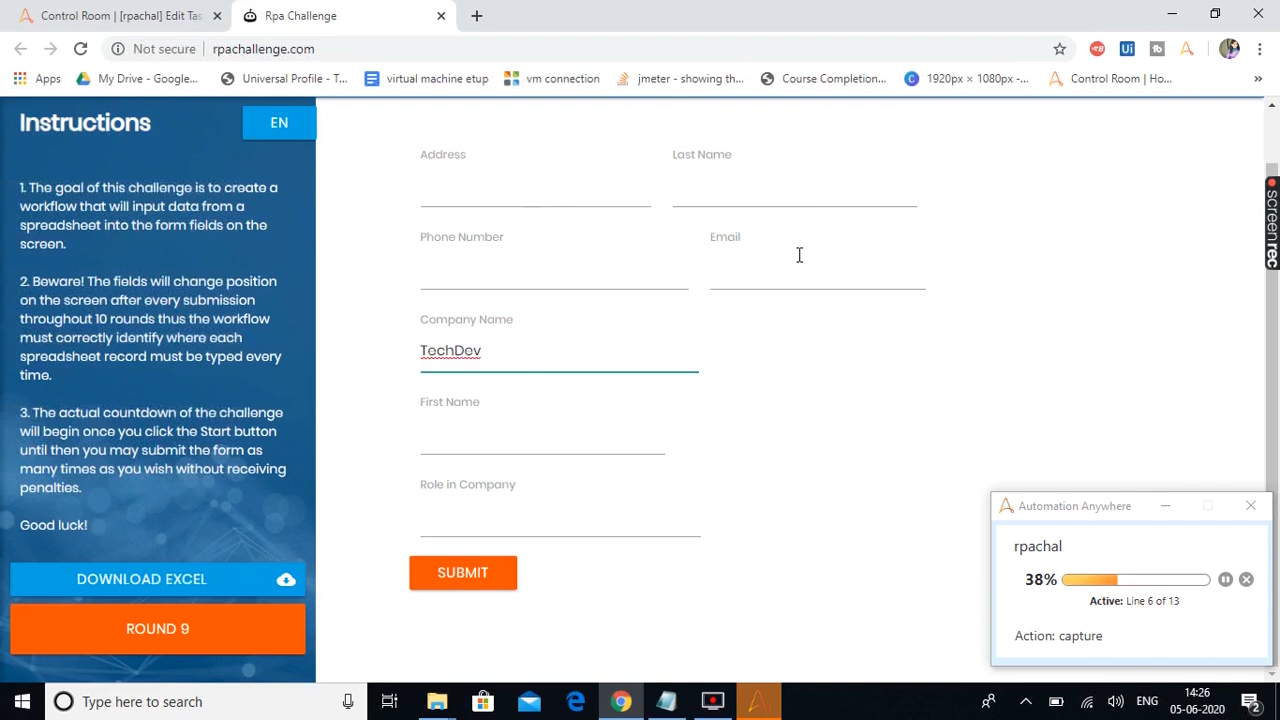 Control Room | [rpachal] Edit Tas
Rpa Challenge
Not secure
rpachallenge.com
Apps
My Drive - Google...
Universal Profile - T...
virtual machine etup
vm connection
jmeter - showing th...
Course Completion...
1920px × 1080px –...
Control Room | Ho...
Instructions
EN
1. The goal of this challenge is to create a
workflow that will input data from a
spreadsheet into the form fields on the
screen.
2. Beware! The fields will change position
on the screen after every submission
throughout 10 rounds thus the workflow
must correctly identify where each
spreadsheet record must be typed every
time.
3. The actual countdown of the challenge
will begin once you click the Start button
until then you may submit the form as
many times as you wish without receiving
penalties.
Good luck!
DOWNLOAD EXCEL
ROUND 9
Address
Last Name
Phone Number
Email
Company Name
TechDev
First Name
Role in Company
SUBMIT
Screenrec
Automation Anywhere
rpachal
38%
Active: Line 6 of 13
Action: capture
Type here to search
ENG
14:26
05-06-2020
2